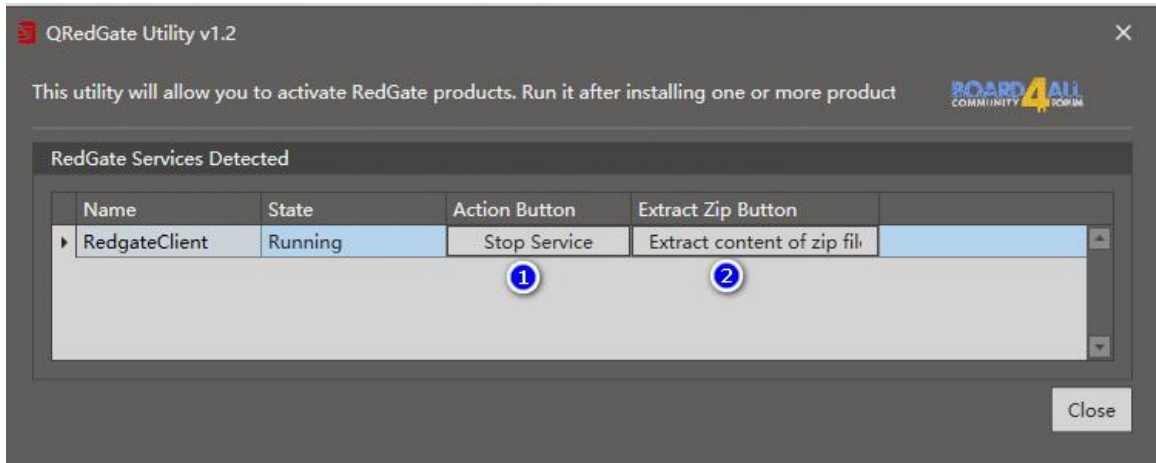 QRedGate Utility v1.2
This utility will allow you to activate RedGate products. Run it after installing one or more product
BOARD4ALL
COMMUNITY FORUM
RedGate Services Detected
Name State Action Button Extract Zip Button
RedgateClient Running Stop Service Extract content of zip fil
1 2
Close